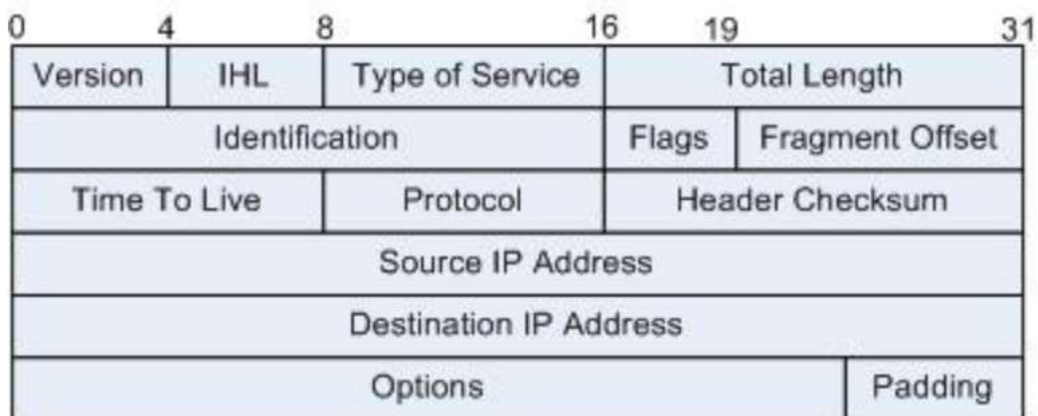 0 4 8 16 19 31
Version IHL Type of Service Total Length
Identification Flags Fragment Offset
Time To Live Protocol Header Checksum
Source IP Address
Destination IP Address
Options Padding